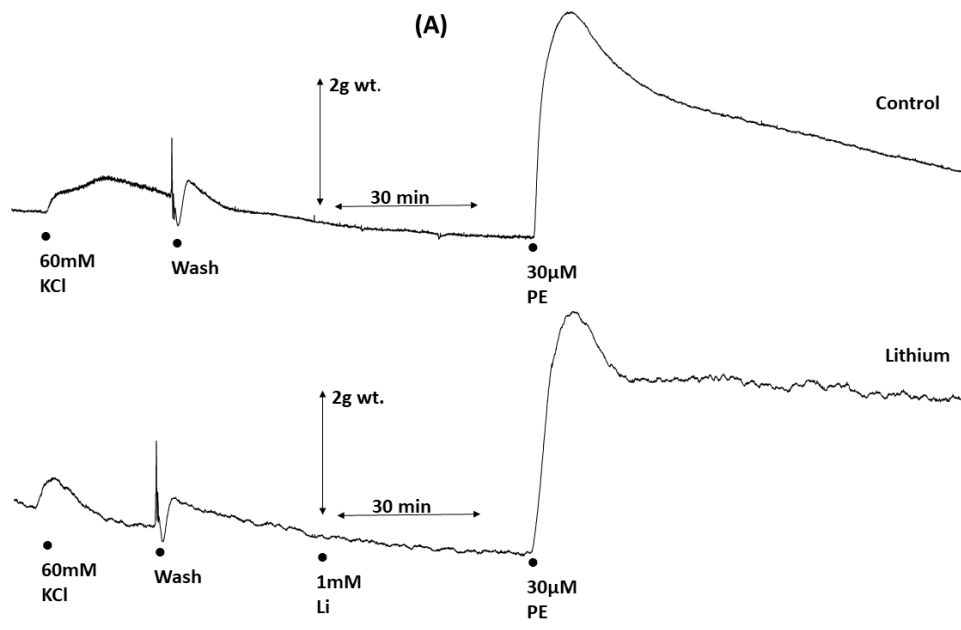 (A)
2g wt.
Control
30 min
60mM
KCl
Wash
30µM
PE
Lithium
2g wt.
30 min
60mM
KCl
Wash
1mM
Li
30µM
PE